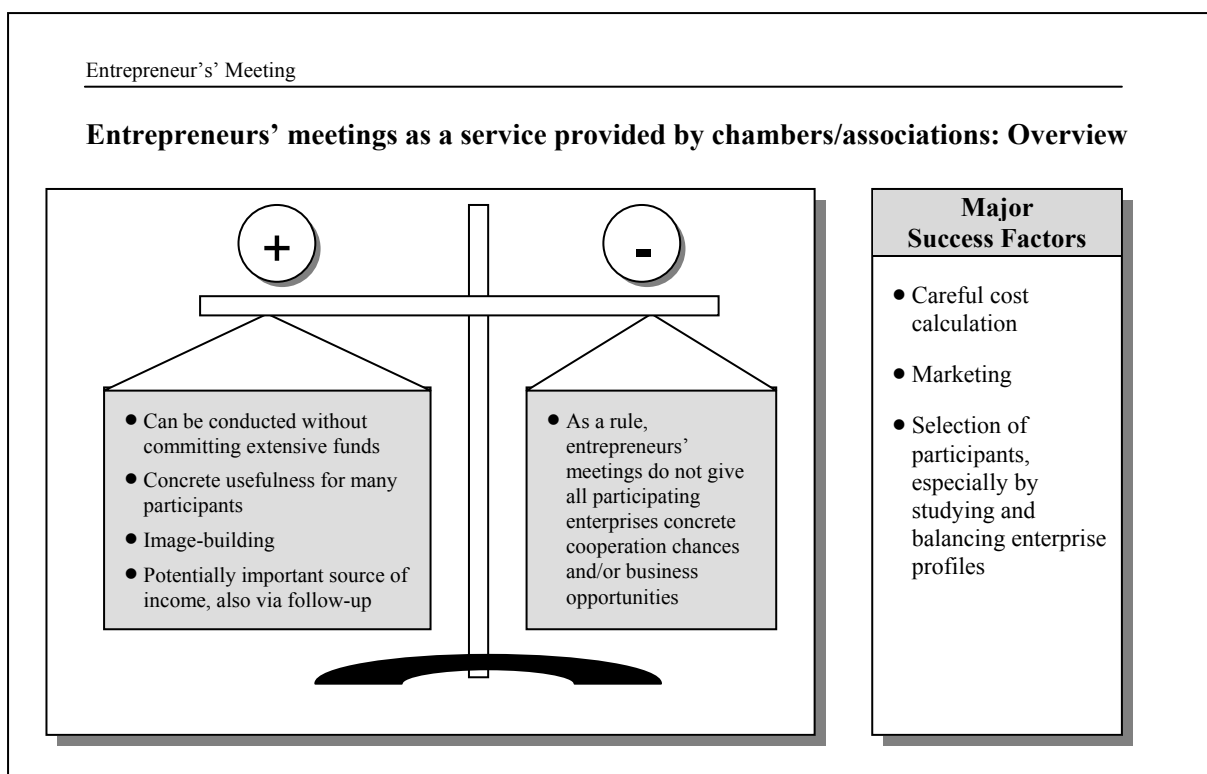 Entrepreneur's' Meeting
Entrepreneurs' meetings as a service provided by chambers/associations: Overview
+
-
• Can be conducted without
committing extensive funds
• Concrete usefulness for many
participants
• Image-building
• Potentially important source of
income, also via follow-up
• As a rule,
entrepreneurs'
meetings do not give
all participating
enterprises concrete
cooperation chances
and/or business
opportunities
Major
Success Factors
• Careful cost
calculation
• Marketing
• Selection of
participants,
especially by
studying and
balancing enterprise
profiles